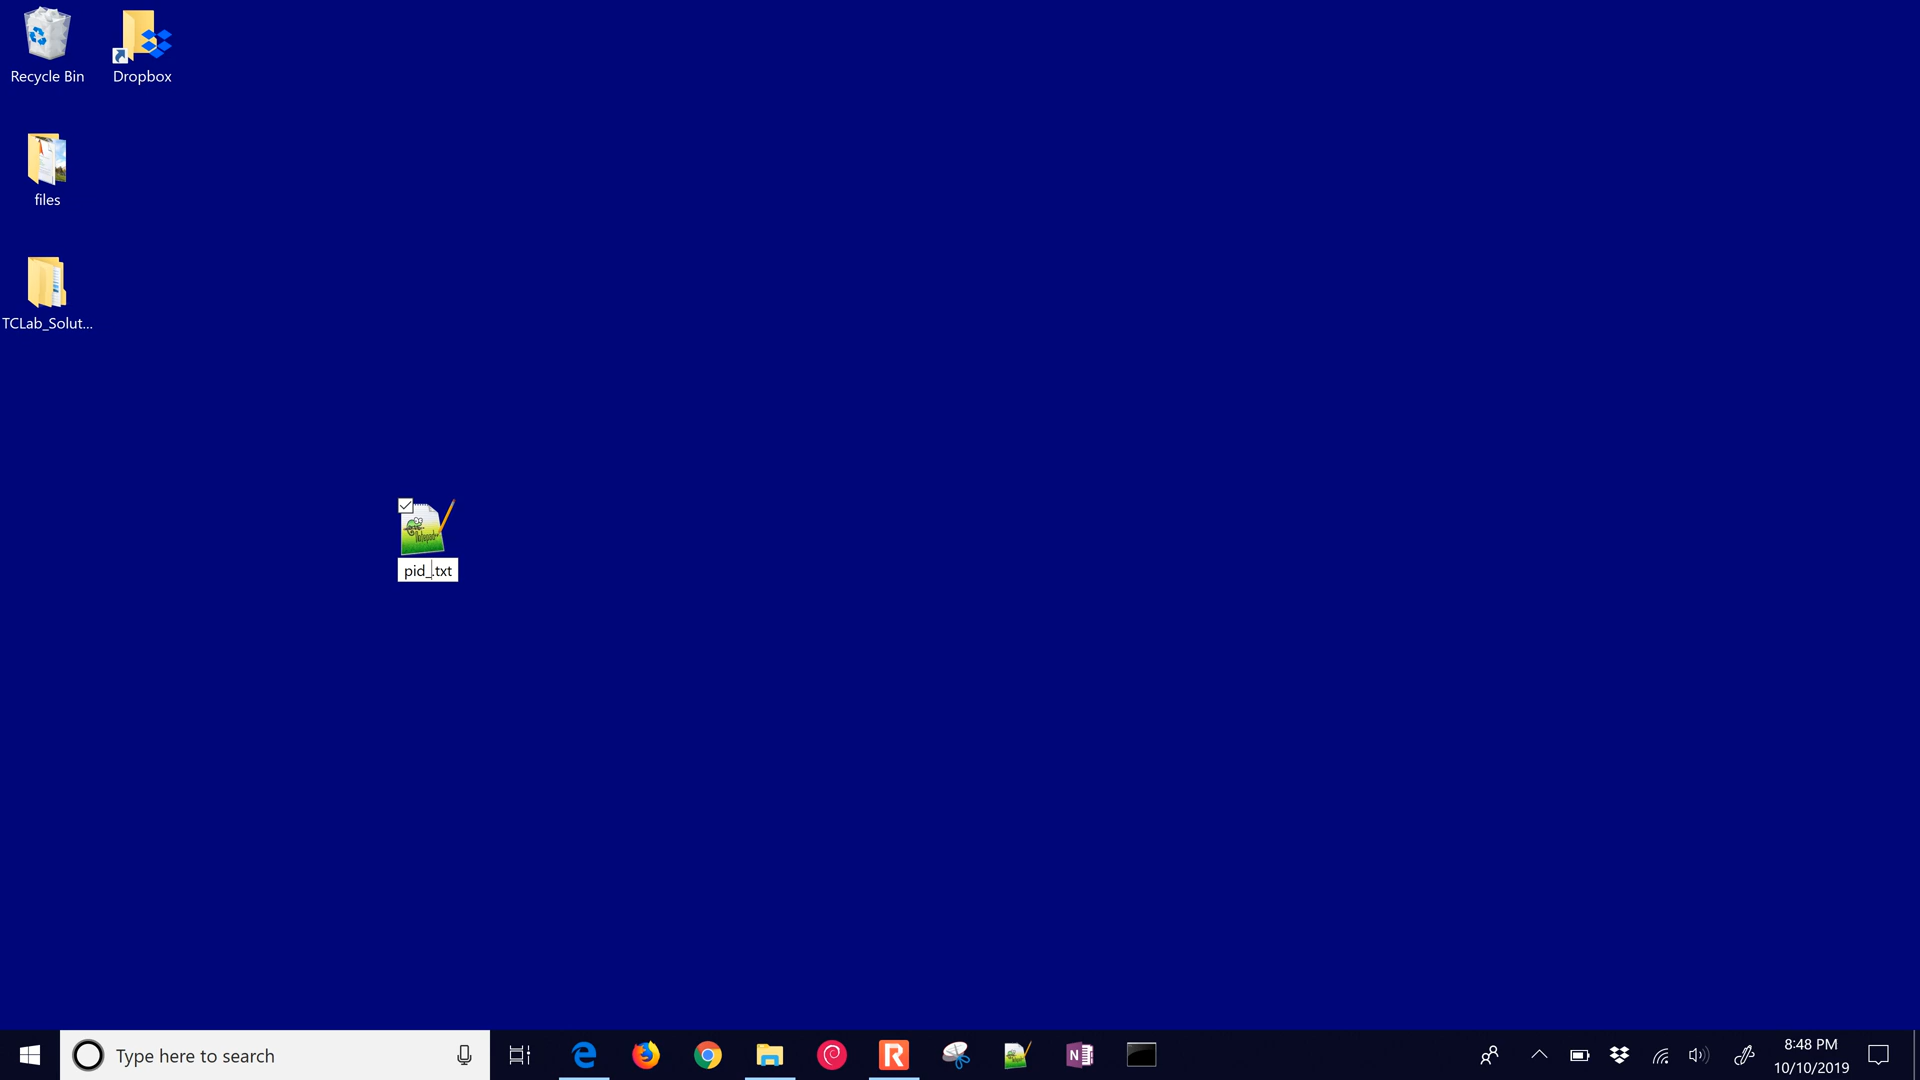 Recycle Bin
Dropbox
files
TCLab_Solut...
pid_.txt
Type here to search
8:48 PM
10/10/2019